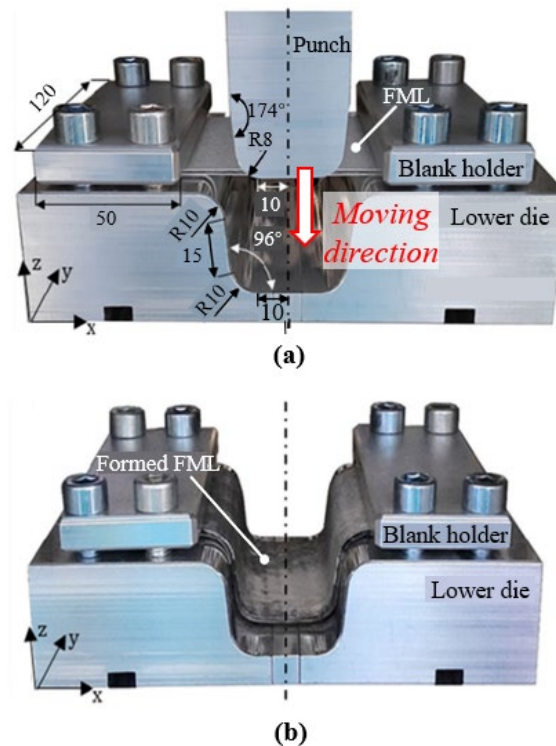 Punch
120
174°
FML
R8
Blank holder
50
10
Moving
direction
Lower die
R10
15
96°
R10
10
z
y
x
(a)
Formed FML
Blank holder
Lower die
z
y
x
(b)